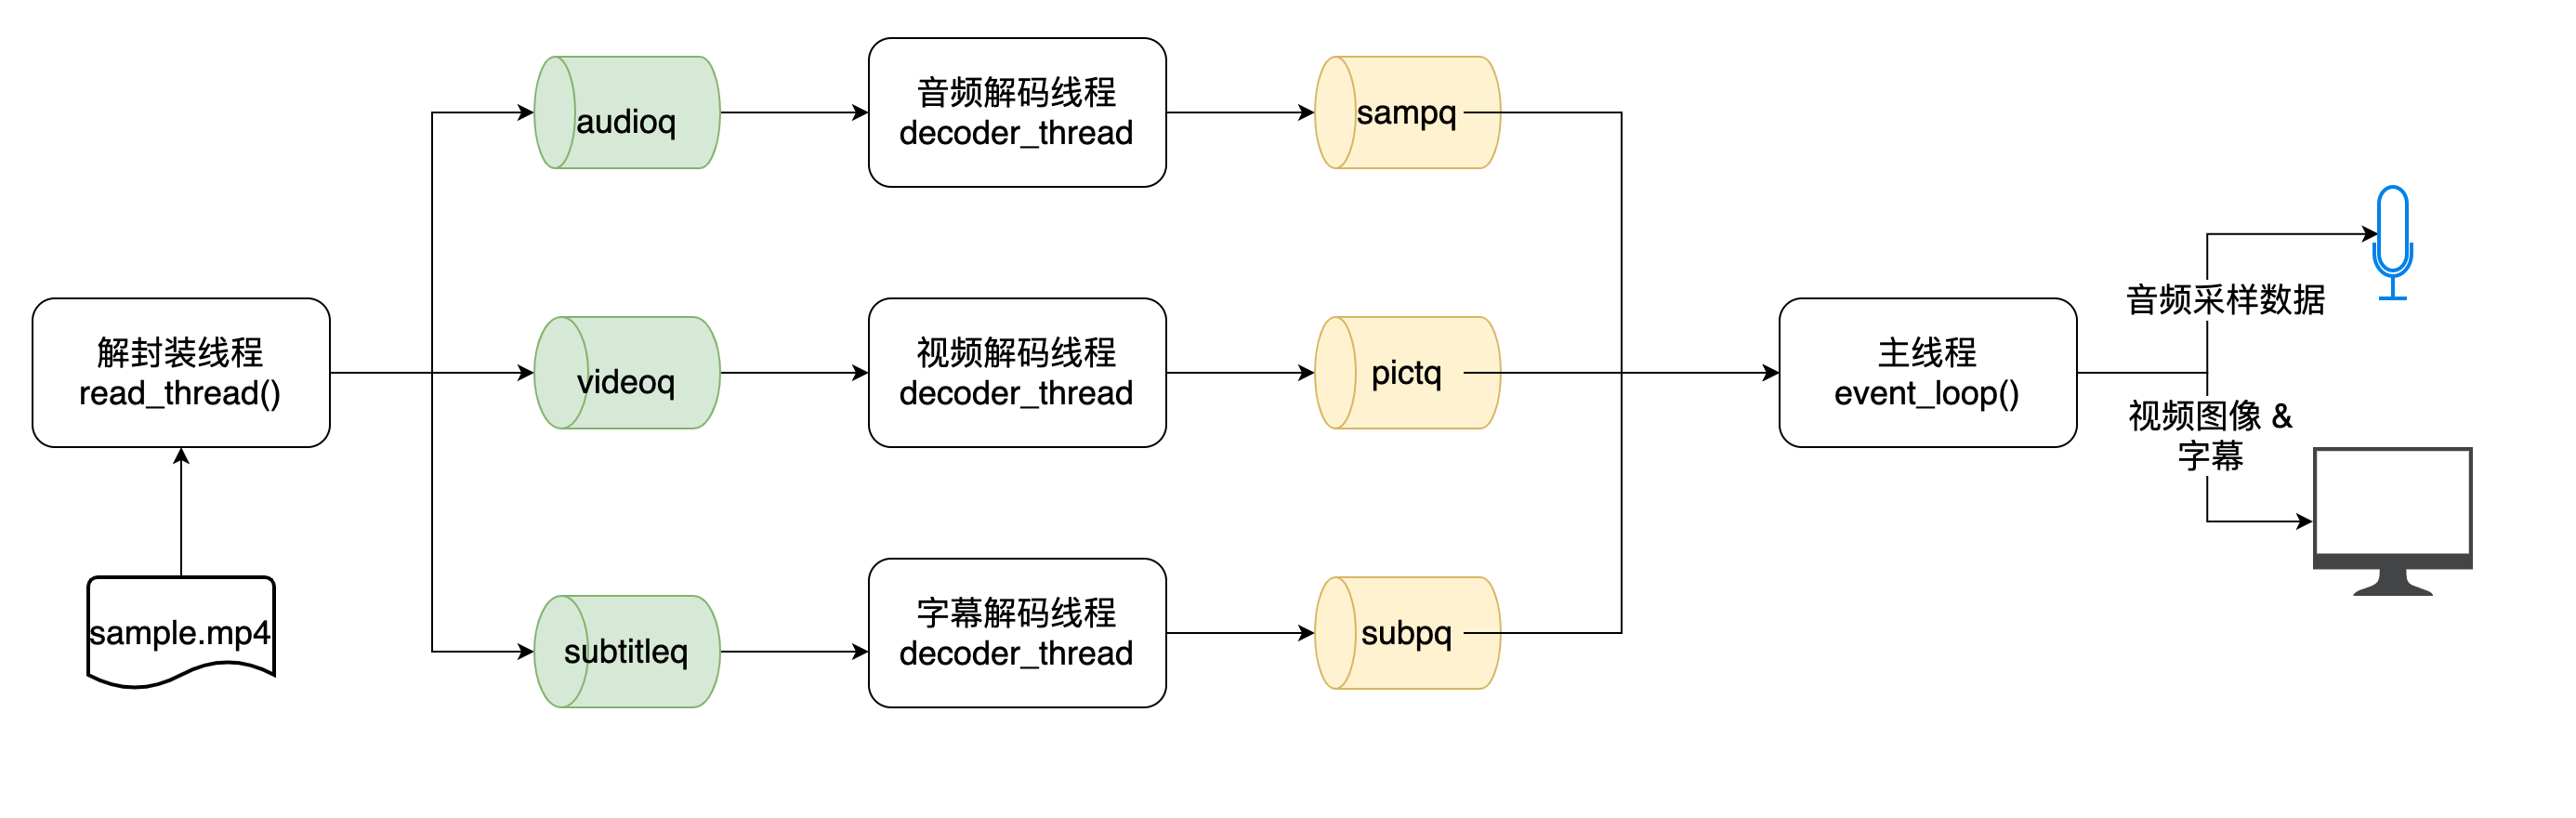 音频解码线程
decoder_thread
audioq
sampq
解封装线程
read_thread()
videoq
视频解码线程
decoder_thread
pictq
主线程
event_loop()
音频采样数据
视频图像 &
字幕
sample.mp4
subtitleq
字幕解码线程
decoder_thread
subpq